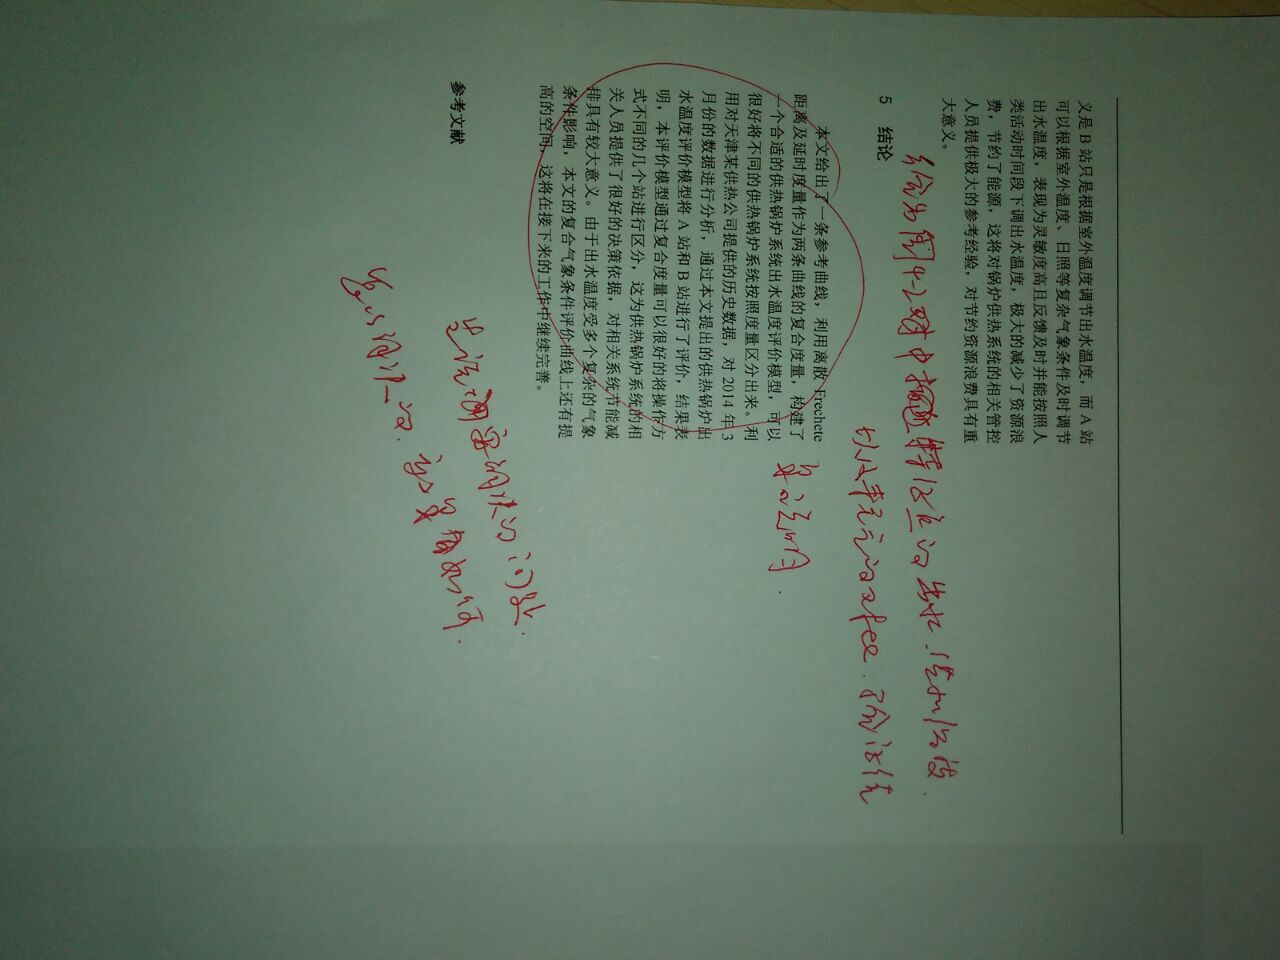 义是 B 站只是根据室外温度调节出水温度，而 A 站
可以根据室外温度、日照等复杂气象条件及时调节
出水温度，表现为灵敏度高且反馈及时并能按照人
类活动时间段下调出水温度，极大的减少了资源浪
费，节约了能源，这将对锅炉供热系统的相关管控
人员提供极大的参考经验，对节约资源浪费具有重
大意义。
图4-2 中 特征点的出水
以及
果说明.
5 结论
本文给出了一条参考曲线，利用离散 Frechete
距离及延时度量作为两条曲线的复合度量，构建了
一个合适的供热锅炉系统出水温度评价模型，可以
很好将不同的供热锅炉系统按照度量区分出来。利
用对天津某供热公司提供的历史数据，对 2014 年 3
月份的数据进行分析，通过本文提出的供热锅炉出
水温度评价模型将 A 站和 B 站进行了评价，结果表
明，本评价模型通过复合度量可以很好的将操作方
式不同的几个站进行区分，这为供热锅炉系统的相
关人员提供了很好的决策依据，对相关系统节能减
排具有较大意义。由于出水温度受多个复杂的气象
条件影响，本文的复合气象条件评价曲线上还有提
高的空间，这将在接下来的工作中继续完善。
先说 要解决的问题.
参考文献
怎么解决的. 效果 如何.